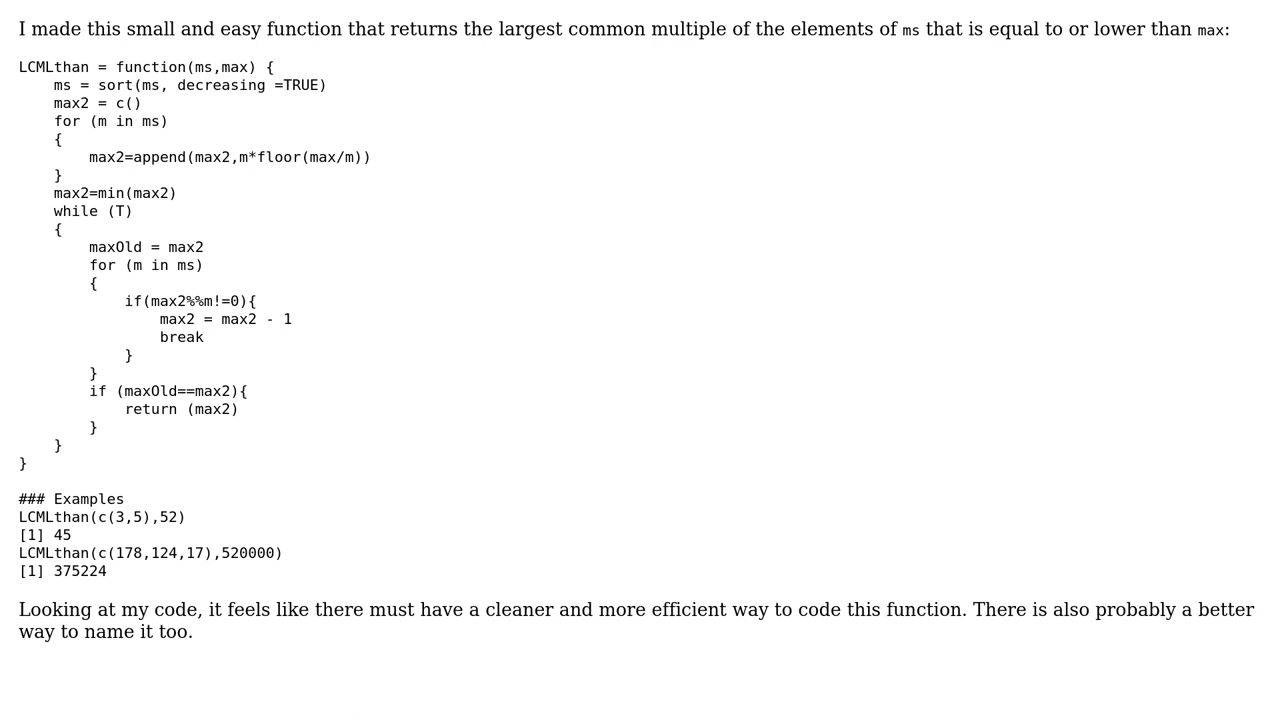 I made this small and easy function that returns the largest common multiple of the elements of ms that is equal to or lower than max:
LCMLthan = function(ms,max) {
    ms = sort(ms, decreasing =TRUE)
    max2 = c()
    for (m in ms)
    {
        max2=append(max2,m*floor(max/m))
    }
    max2=min(max2)
    while (T)
    {
        maxOld = max2
        for (m in ms)
        {
            if(max2%%m!=0){
                max2 = max2 - 1
                break
            }
        }
        if (maxOld==max2){
            return (max2)
        }
    }
}
### Examples
LCMLthan(c(3,5),52)
[1] 45
LCMLthan(c(178,124,17),520000)
[1] 375224
Looking at my code, it feels like there must have a cleaner and more efficient way to code this function. There is also probably a better
way to name it too.